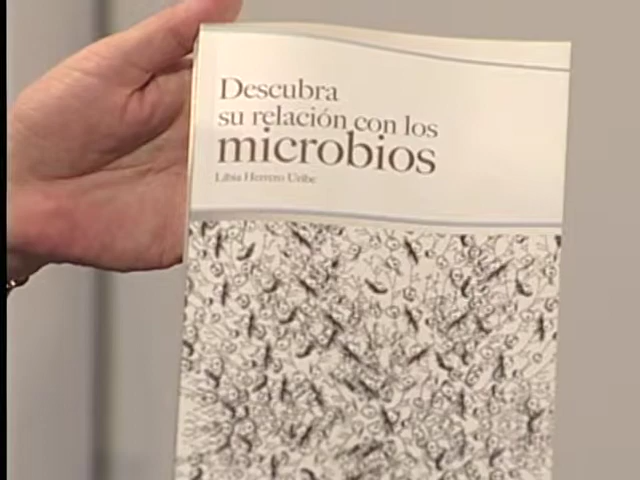 Descubra
su relación con los
microbios
Libia Herrero Uribe